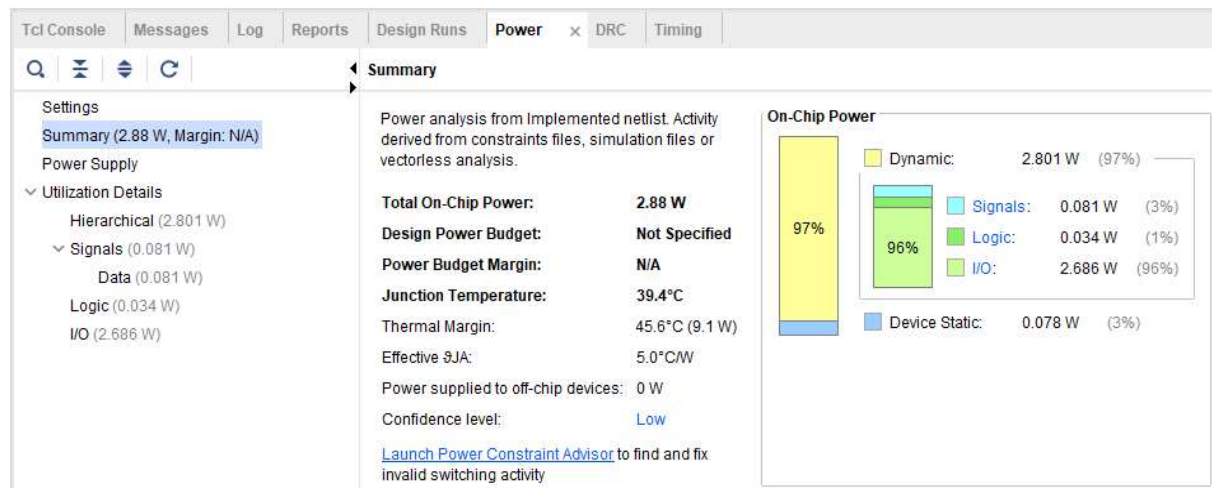 Tcl Console Messages Log Reports Design Runs Power × DRC Timing
Summary
Settings
Summary (2.88 W, Margin: N/A)
Power Supply
Utilization Details
Hierarchical (2.801 W)
Signals (0.081 W)
Data (0.081 W)
Logic (0.034 W)
I/O (2.686 W)
Power analysis from Implemented netlist. Activity
derived from constraints files, simulation files or
vectorless analysis.
Total On-Chip Power: 2.88 W
Design Power Budget: Not Specified
Power Budget Margin: N/A
Junction Temperature: 39.4°C
Thermal Margin: 45.6°C (9.1 W)
Effective ϑJA: 5.0°C/W
Power supplied to off-chip devices: 0 W
Confidence level: Low
Launch Power Constraint Advisor to find and fix
invalid switching activity
On-Chip Power
Dynamic: 2.801 W (97%)
97%
96%
Signals: 0.081 W (3%)
Logic: 0.034 W (1%)
I/O: 2.686 W (96%)
Device Static: 0.078 W (3%)